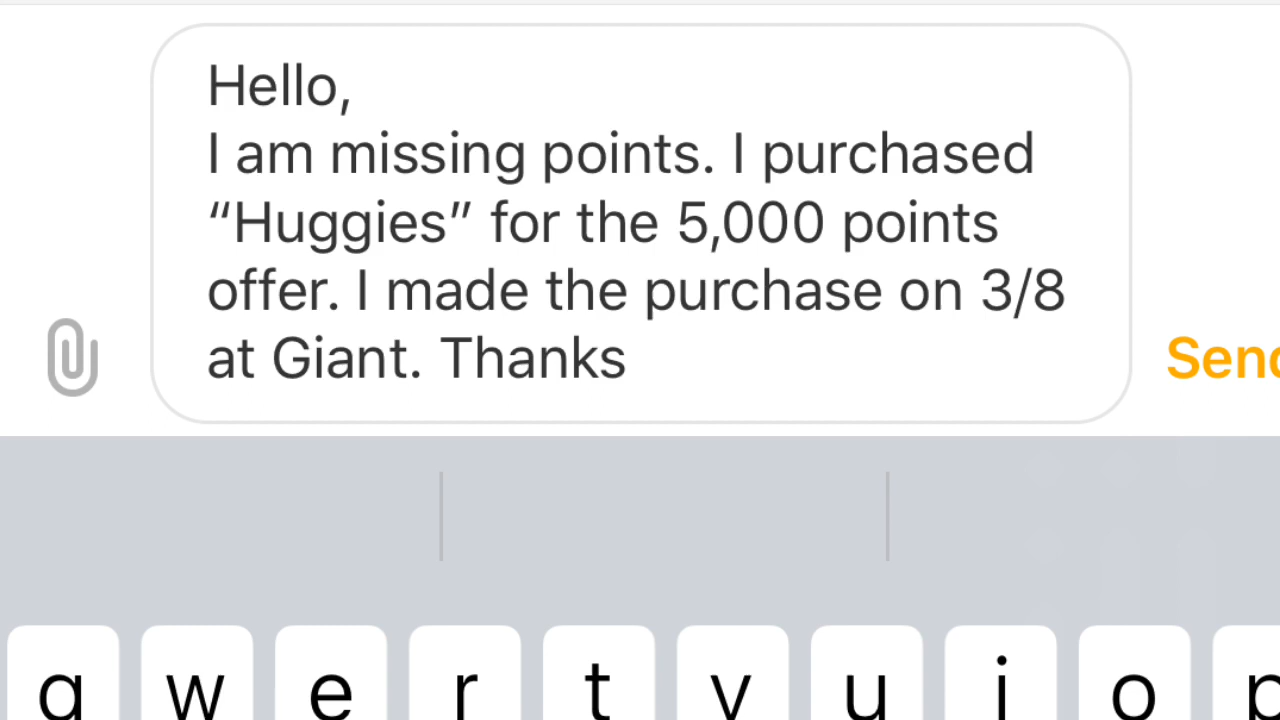 Hello,
I am missing points. I purchased
“Huggies” for the 5,000 points
offer. I made the purchase on 3/8
at Giant. Thanks
Send
q w e r t y u i o p